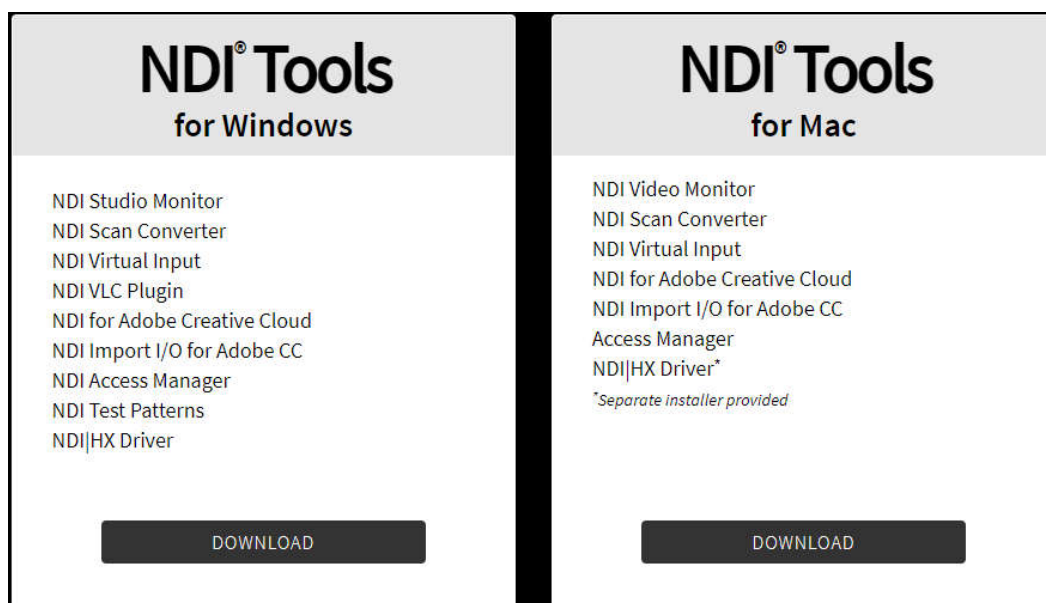 NDI® Tools
for Windows
NDI Studio Monitor
NDI Scan Converter
NDI Virtual Input
NDI VLC Plugin
NDI for Adobe Creative Cloud
NDI Import I/O for Adobe CC
NDI Access Manager
NDI Test Patterns
NDI|HX Driver
DOWNLOAD
NDI® Tools
for Mac
NDI Video Monitor
NDI Scan Converter
NDI Virtual Input
NDI for Adobe Creative Cloud
NDI Import I/O for Adobe CC
Access Manager
NDI|HX Driver*
*Separate installer provided
DOWNLOAD